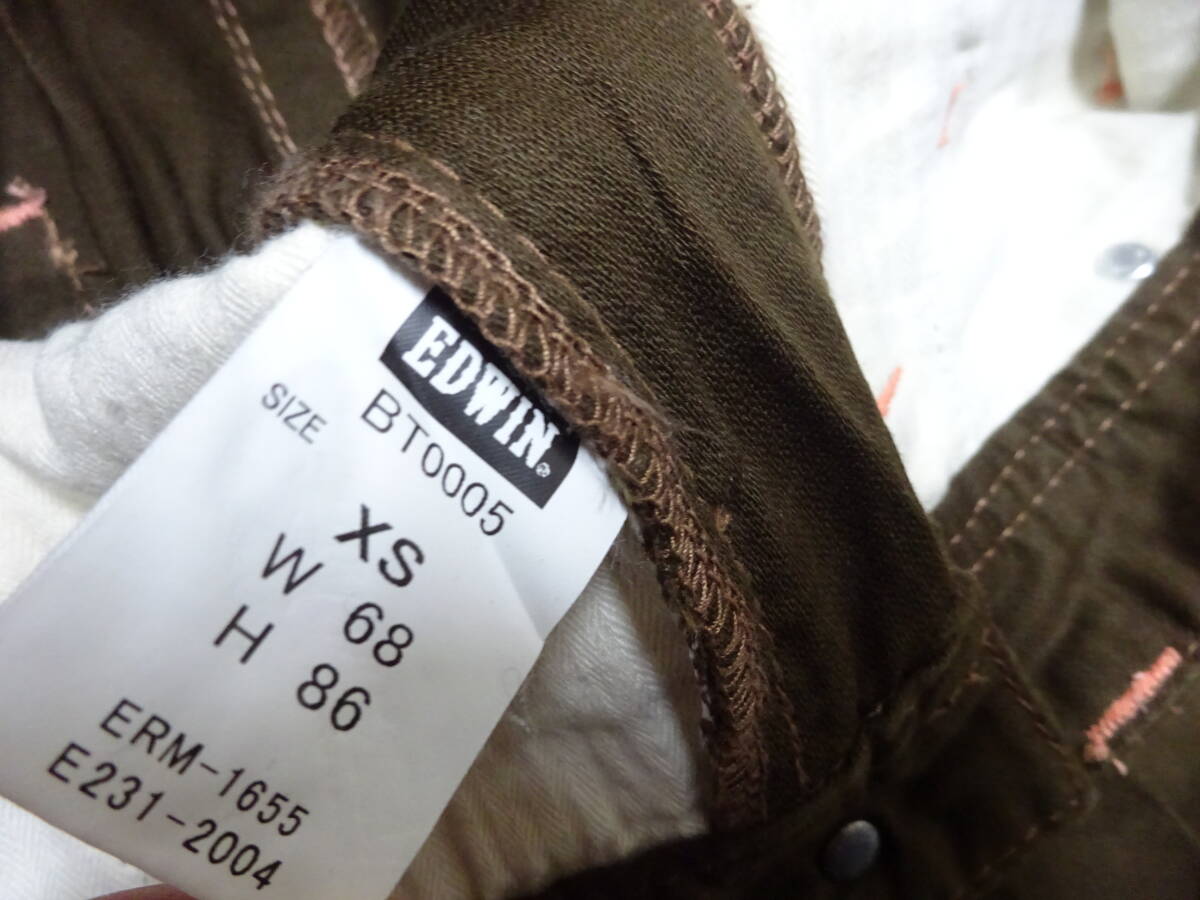 EDWIN®
BT0005
SIZE
XS
W 68
H 86
ERM-1655
E231-2004